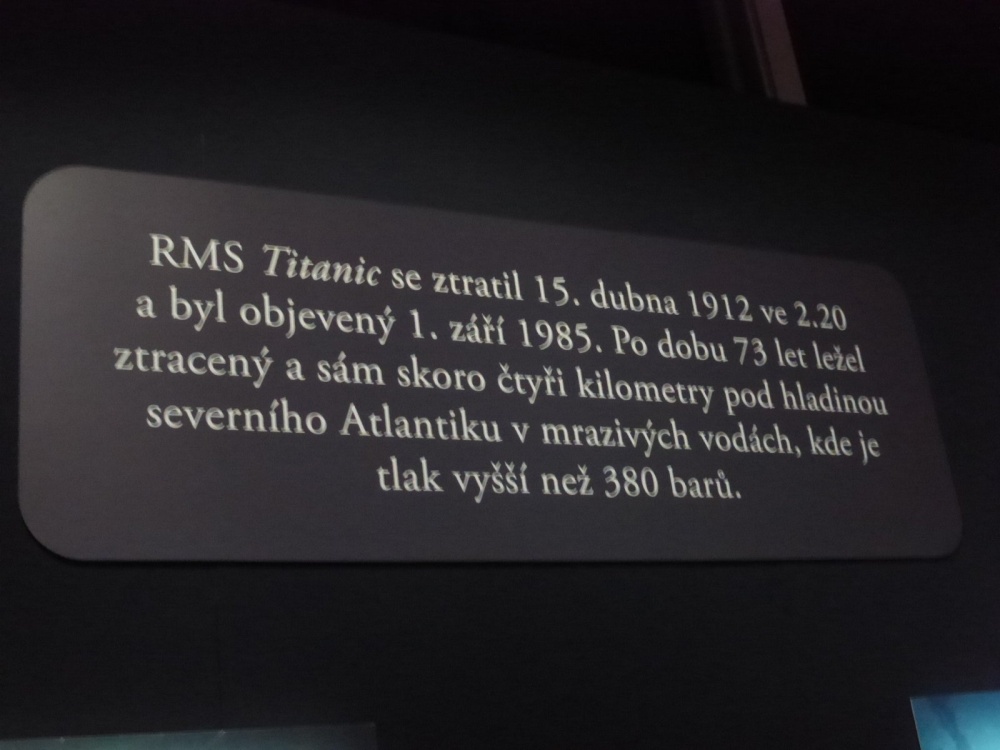 RMS Titanic se ztratil 15. dubna 1912 ve 2.20
a byl objevený 1. září 1985. Po dobu 73 let ležel
ztracený a sám skoro čtyři kilometry pod hladinou
severního Atlantiku v mrazivých vodách, kde je
tlak vyšší než 380 barů.